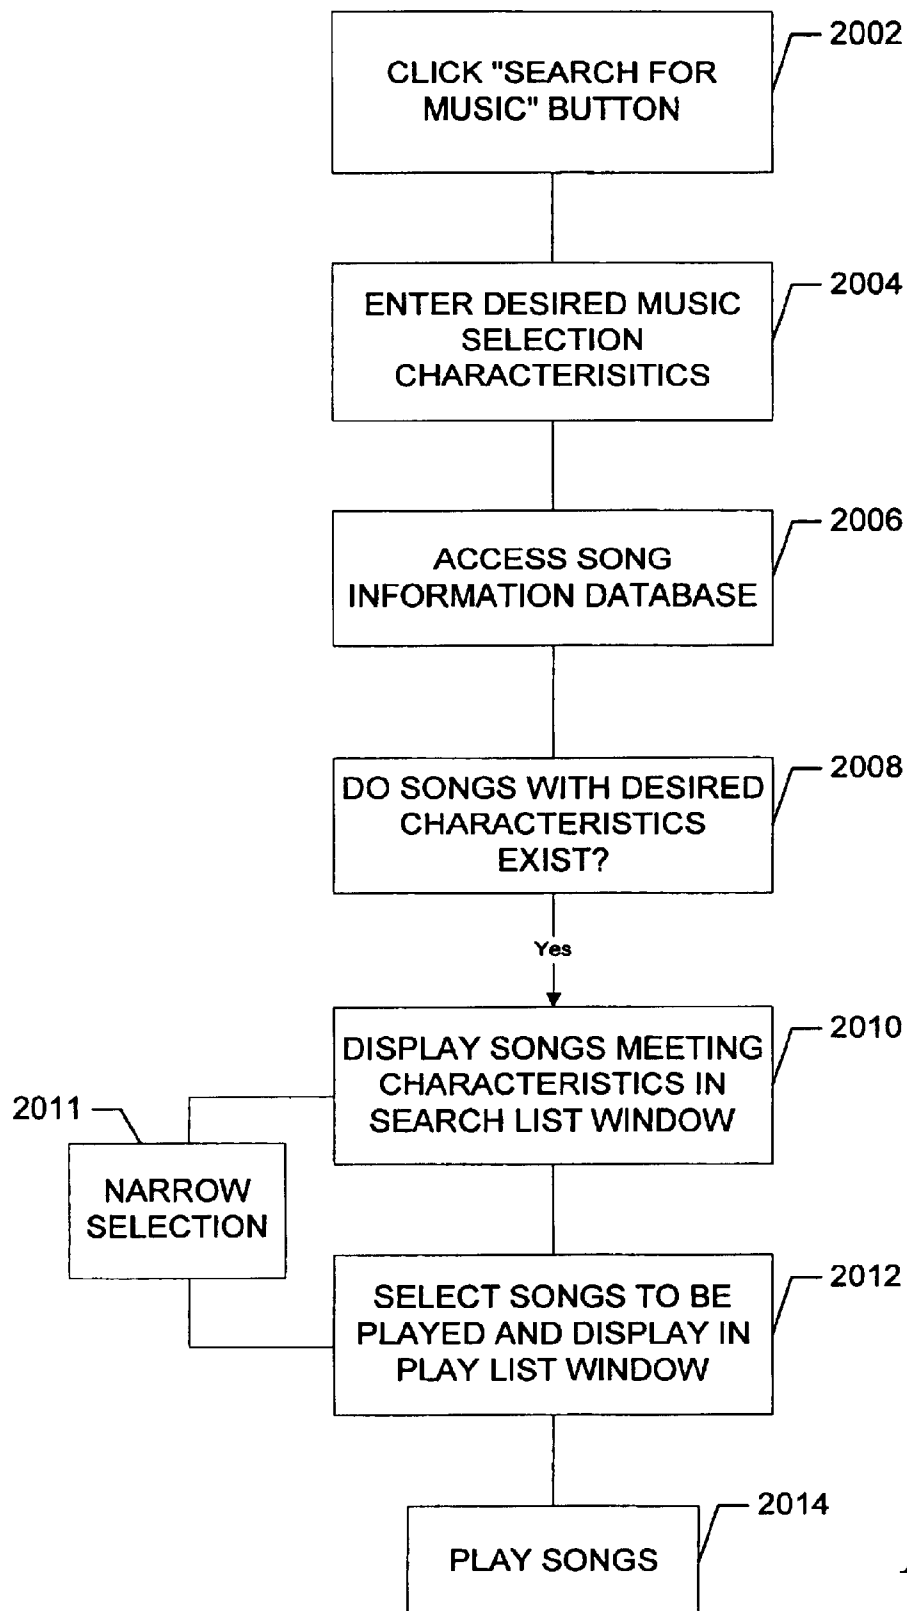 2002
CLICK "SEARCH FOR
MUSIC" BUTTON
2004
ENTER DESIRED MUSIC
SELECTION
CHARACTERISITICS
2006
ACCESS SONG
INFORMATION DATABASE
2008
DO SONGS WITH DESIRED
CHARACTERISTICS
EXIST?
Yes
2010
DISPLAY SONGS MEETING
CHARACTERISTICS IN
SEARCH LIST WINDOW
2011
NARROW
SELECTION
2012
SELECT SONGS TO BE
PLAYED AND DISPLAY IN
PLAY LIST WINDOW
2014
PLAY SONGS